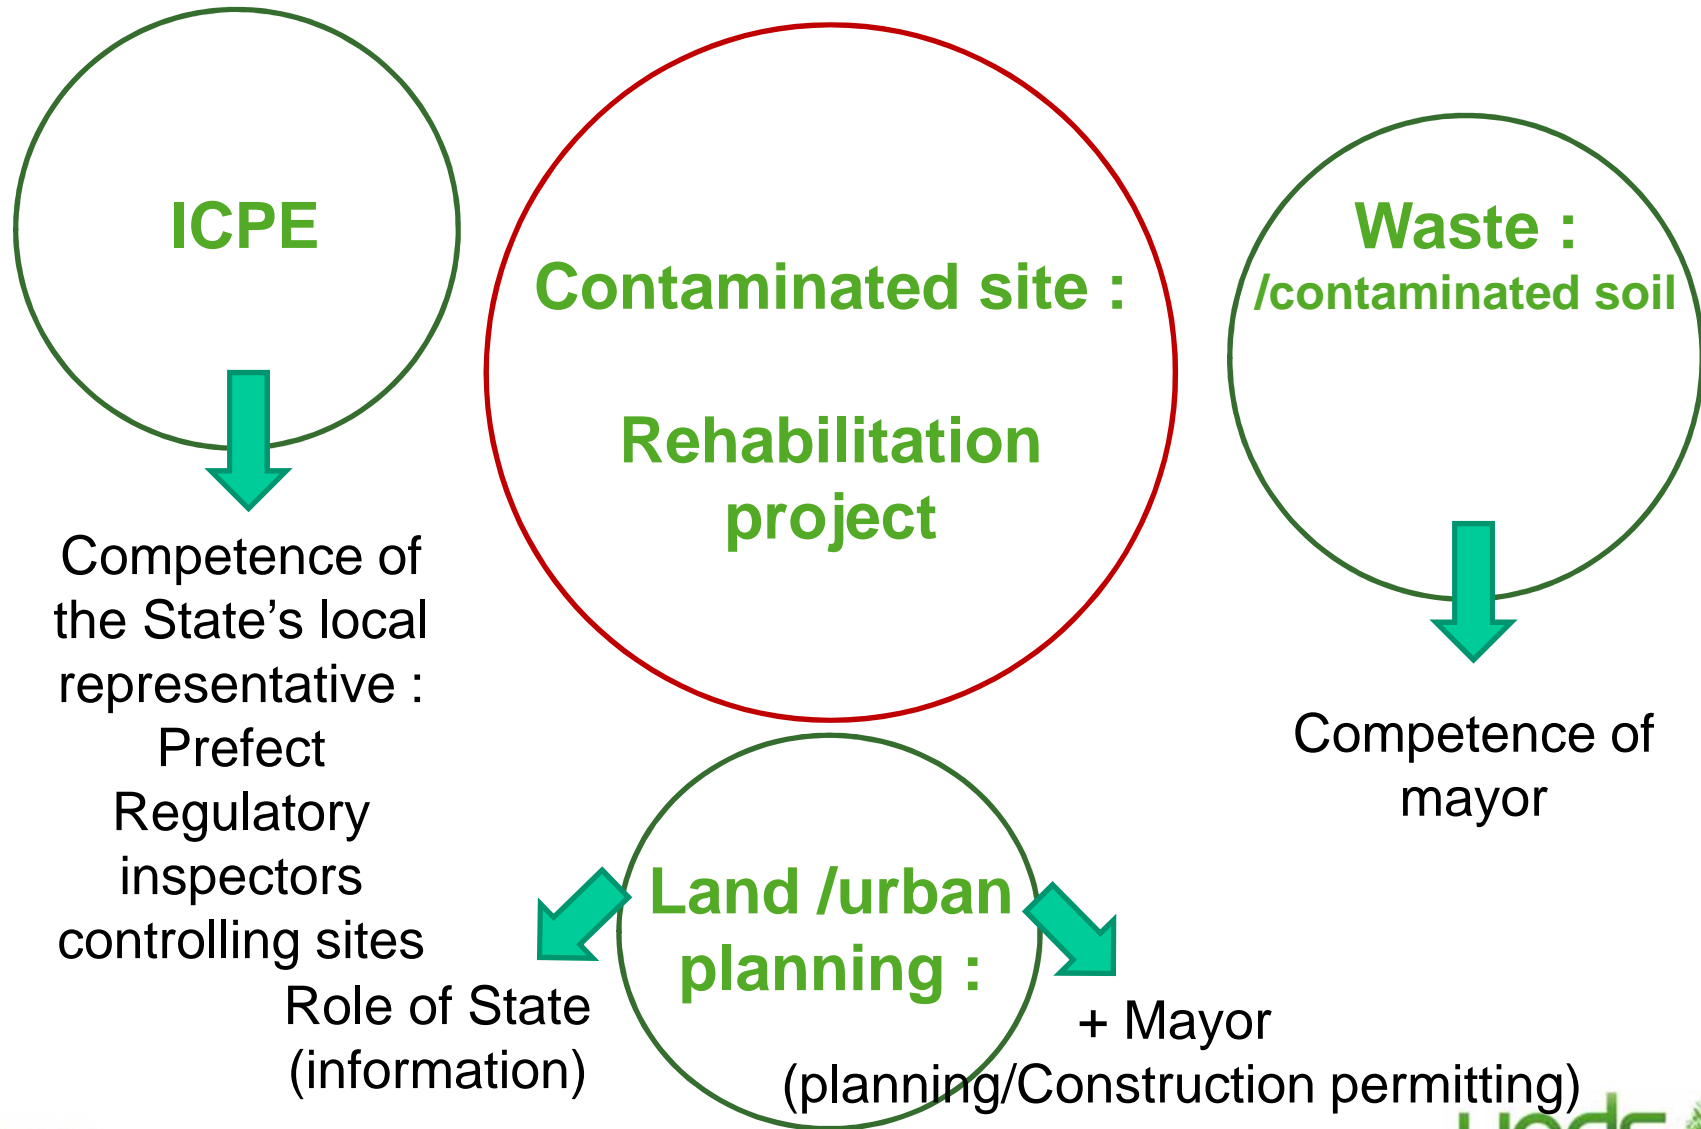 ICPE
Contaminated site :
Rehabilitation
project
Waste :
/contaminated soil
Competence of
the State’s local
representative :
Prefect
Regulatory
inspectors
controlling sites
Competence of
mayor
Land /urban
planning :
Role of State
(information)
+ Mayor
(planning/Construction permitting)